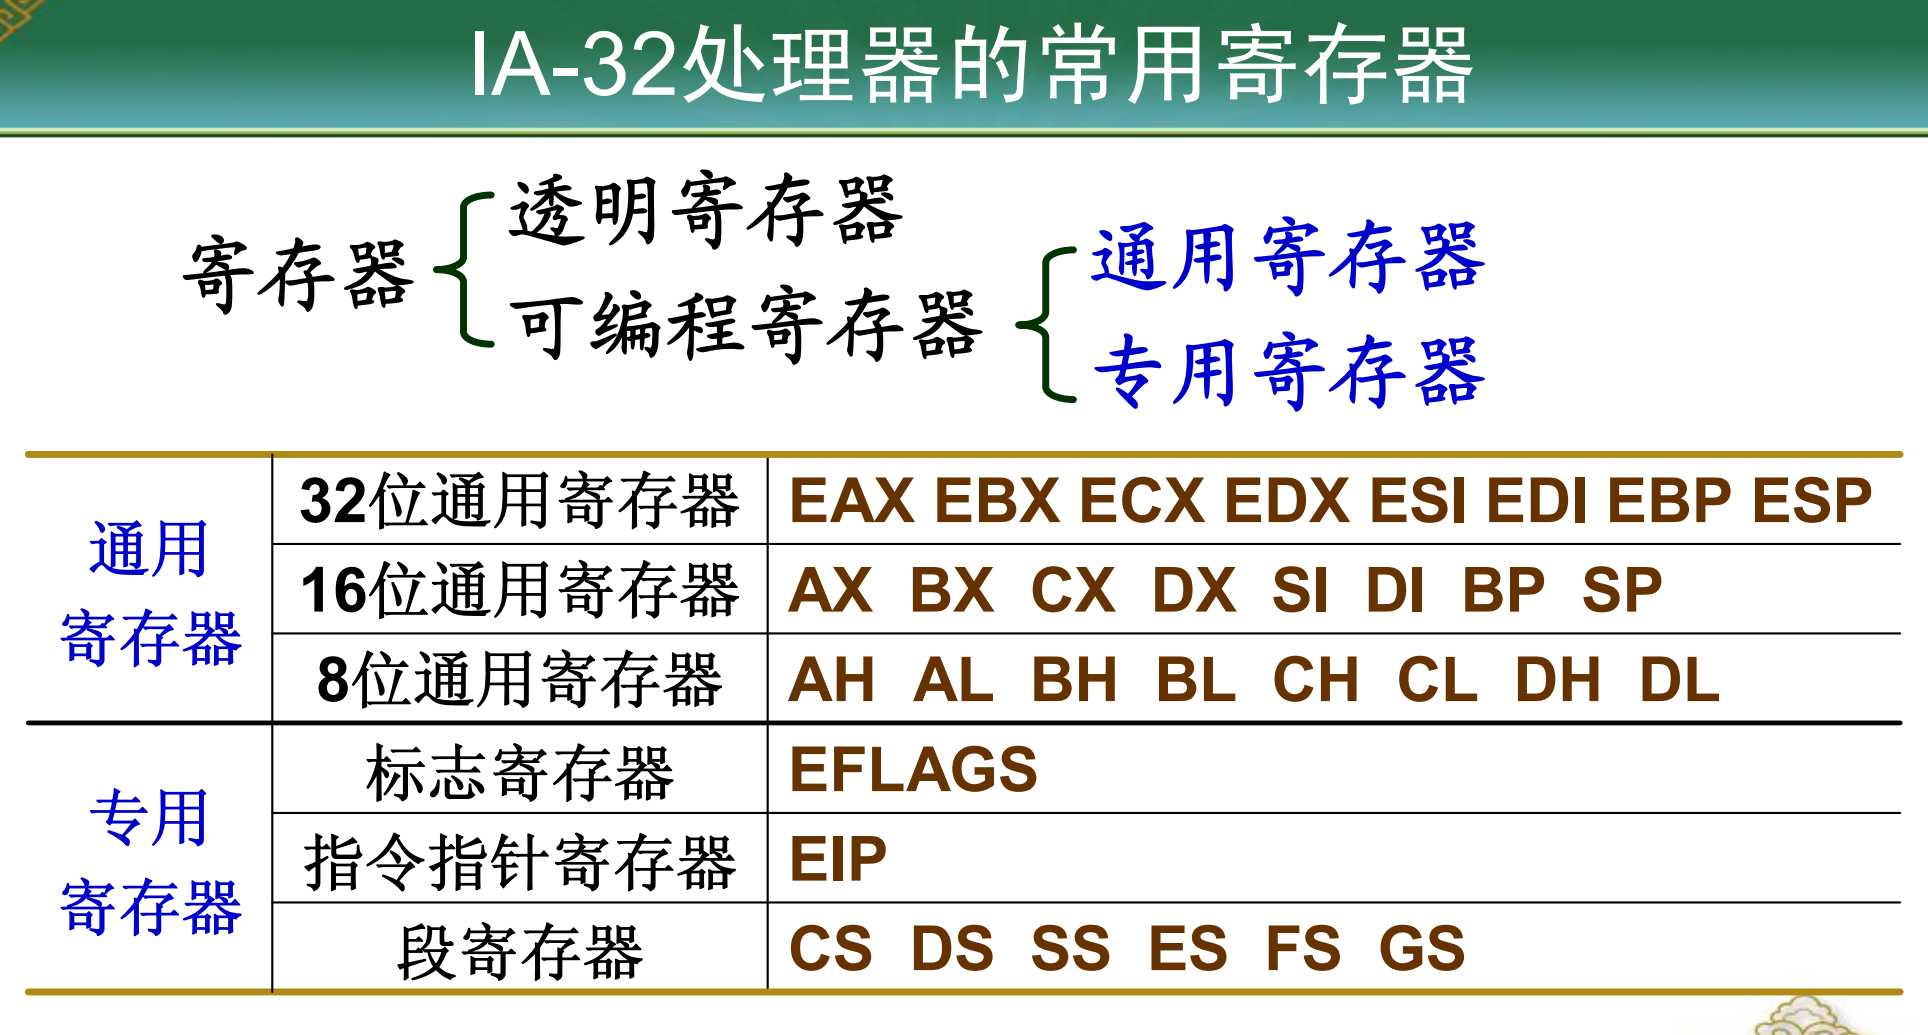 IA-32处理器的常用寄存器
寄存器
透明寄存器
可编程寄存器
通用寄存器
专用寄存器
通用
寄存器
32位通用寄存器 EAX EBX ECX EDX ESI EDI EBP ESP
16位通用寄存器 AX BX CX DX SI DI BP SP
8位通用寄存器 AH AL BH BL CH CL DH DL
专用
寄存器
标志寄存器 EFLAGS
指令指针寄存器 EIP
段寄存器 CS DS SS ES FS GS